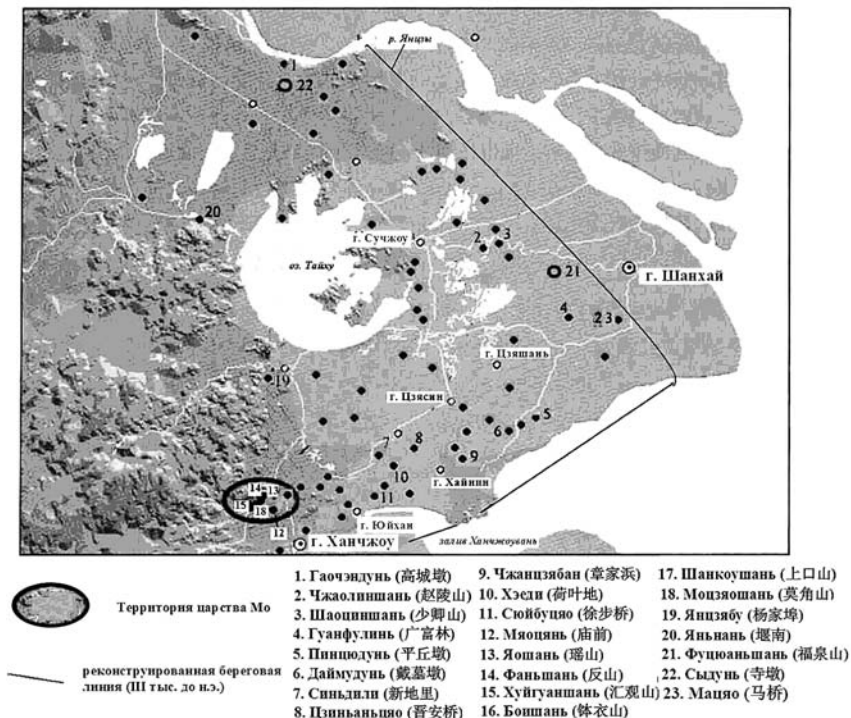 р. Янцзы
1
22
20
г. Сучжоу
2
3
оз. Тайху
21
г. Шанхай
4
23
г. Цзяшань
19
г. Цзясин
5
6
7
8
9
10
г. Хайнин
11
14
13
15
18
12
г. Юйхан
г. Ханчжоу
залив Ханчжоувань
Территория царства Мо
реконструированная береговая
линия (III тыс. до н.э.)
1. Гаочэндунь (高城墩)
2. Чжаолиншань (赵陵山)
3. Шаоциншань (少卿山)
4. Гуанфулинь (广富林)
5. Пинцюдунь (平丘墩)
6. Даймудунь (戴墓墩)
7. Синьдили (新地里)
8. Цзиньаньцяо (晋安桥)
9. Чжанцзябан (章家浜)
10. Хэеди (荷叶地)
11. Сюйбуцяо (徐步桥)
12. Мяоцянь (庙前)
13. Яошань (瑶山)
14. Фаньшань (反山)
15. Хуйгуаншань (汇观山)
16. Боишань (钵衣山)
17. Шанкоушань (上口山)
18. Моцзяошань (莫角山)
19. Янцзябу (杨家埠)
20. Яньнань (堰南)
21. Фуцюаньшань (福泉山)
22. Сыдунь (寺墩)
23. Мацяо (马桥)